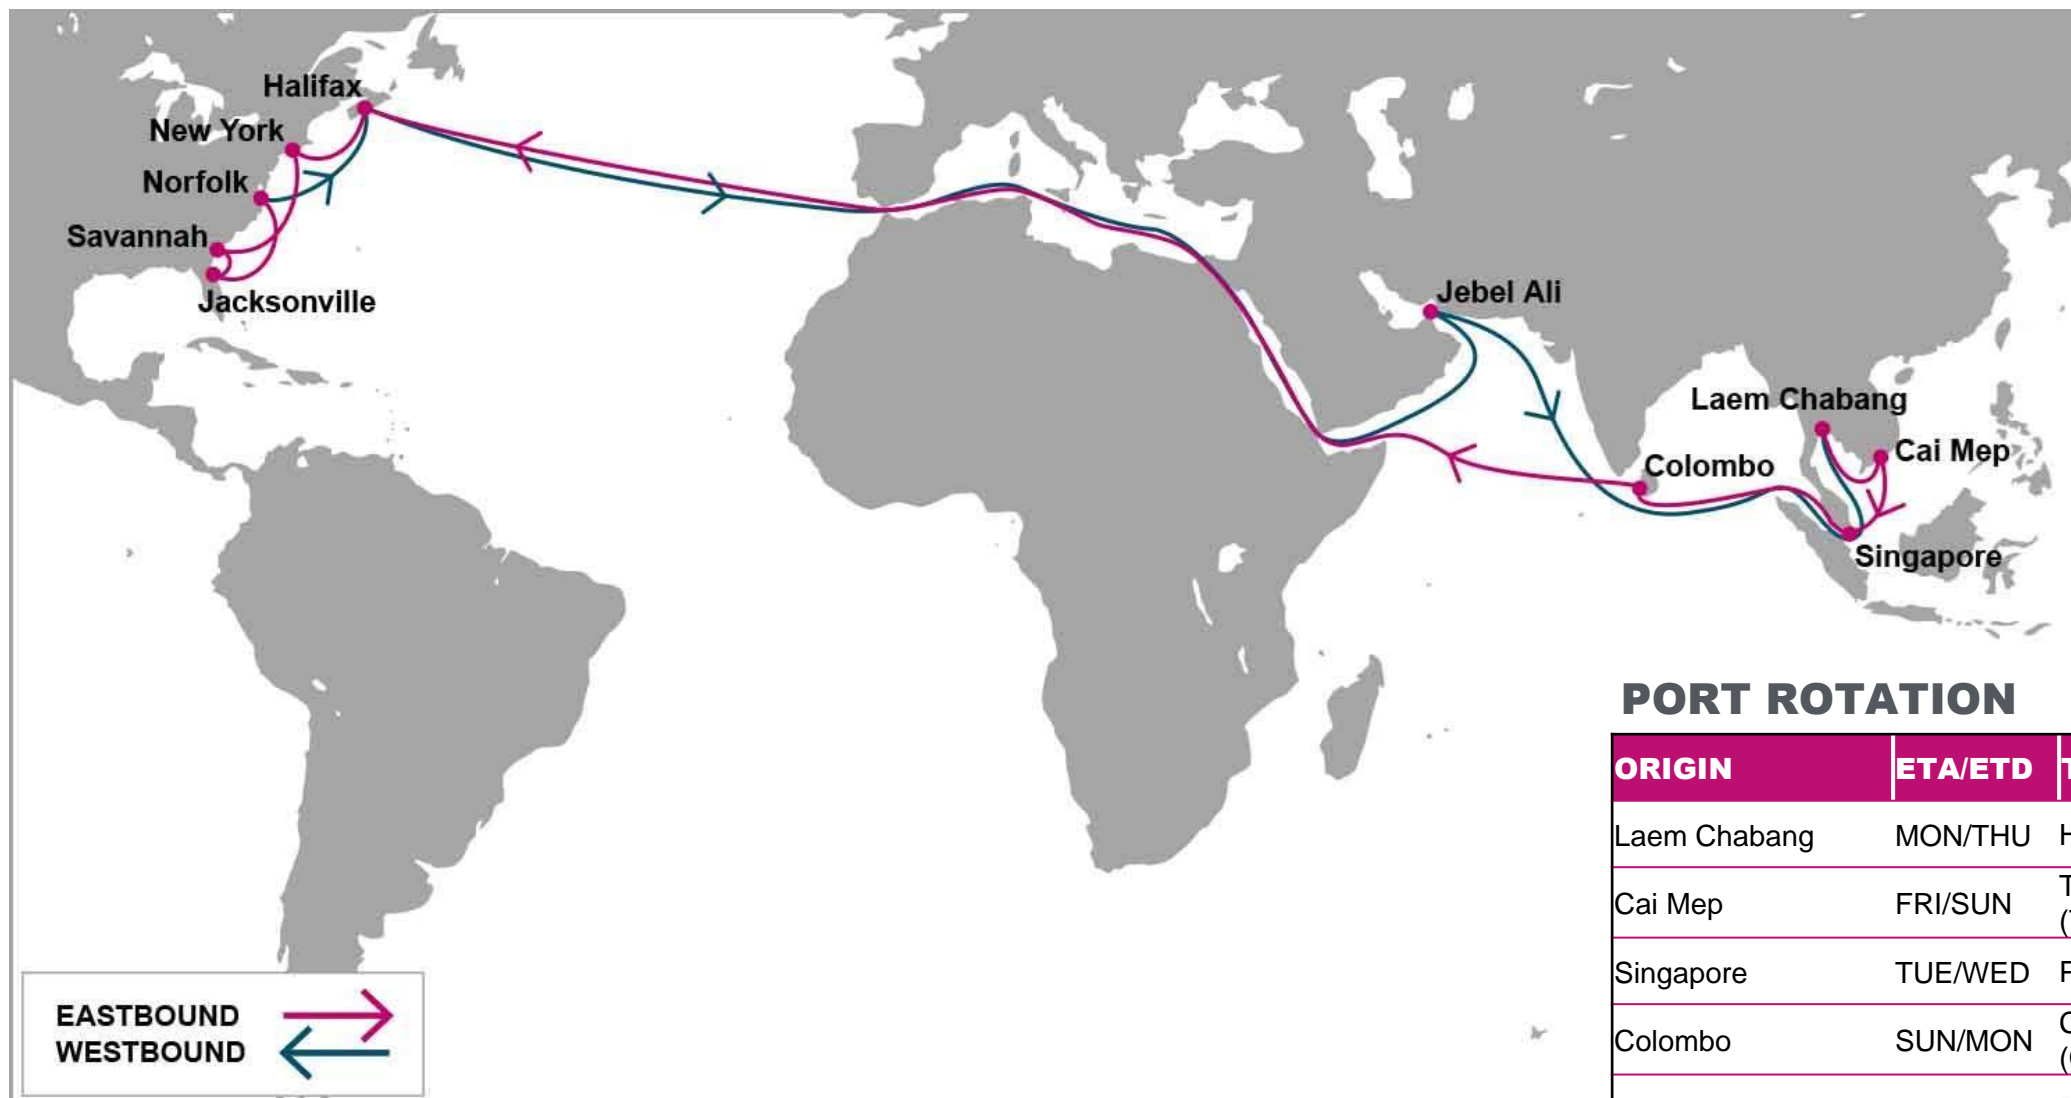 Halifax
New York
Norfolk
Savannah
Jacksonville
Jebel Ali
Laem Chabang
Cai Mep
Colombo
Singapore
PORT ROTATION
ORIGIN ETA/ETD
Laem Chabang MON/THU
Cai Mep FRI/SUN
Singapore TUE/WED
Colombo SUN/MON
EASTBOUND
WESTBOUND